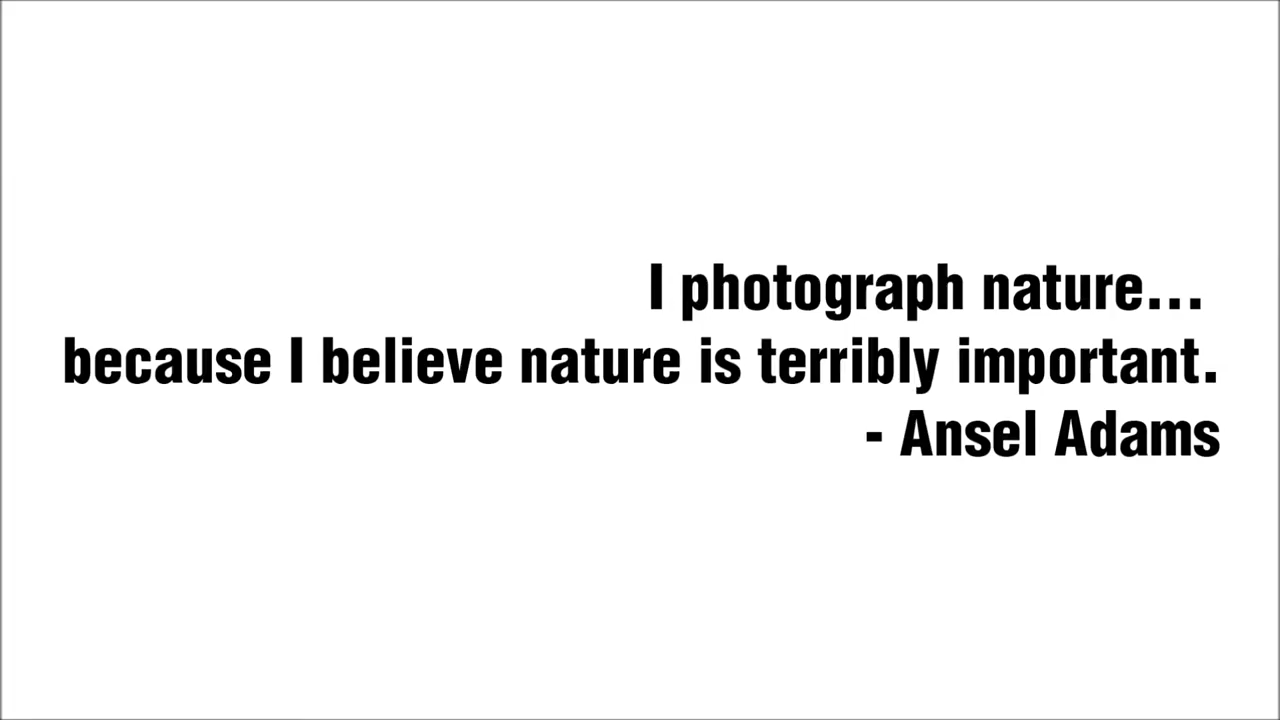 I photograph nature...
because I believe nature is terribly important.
- Ansel Adams